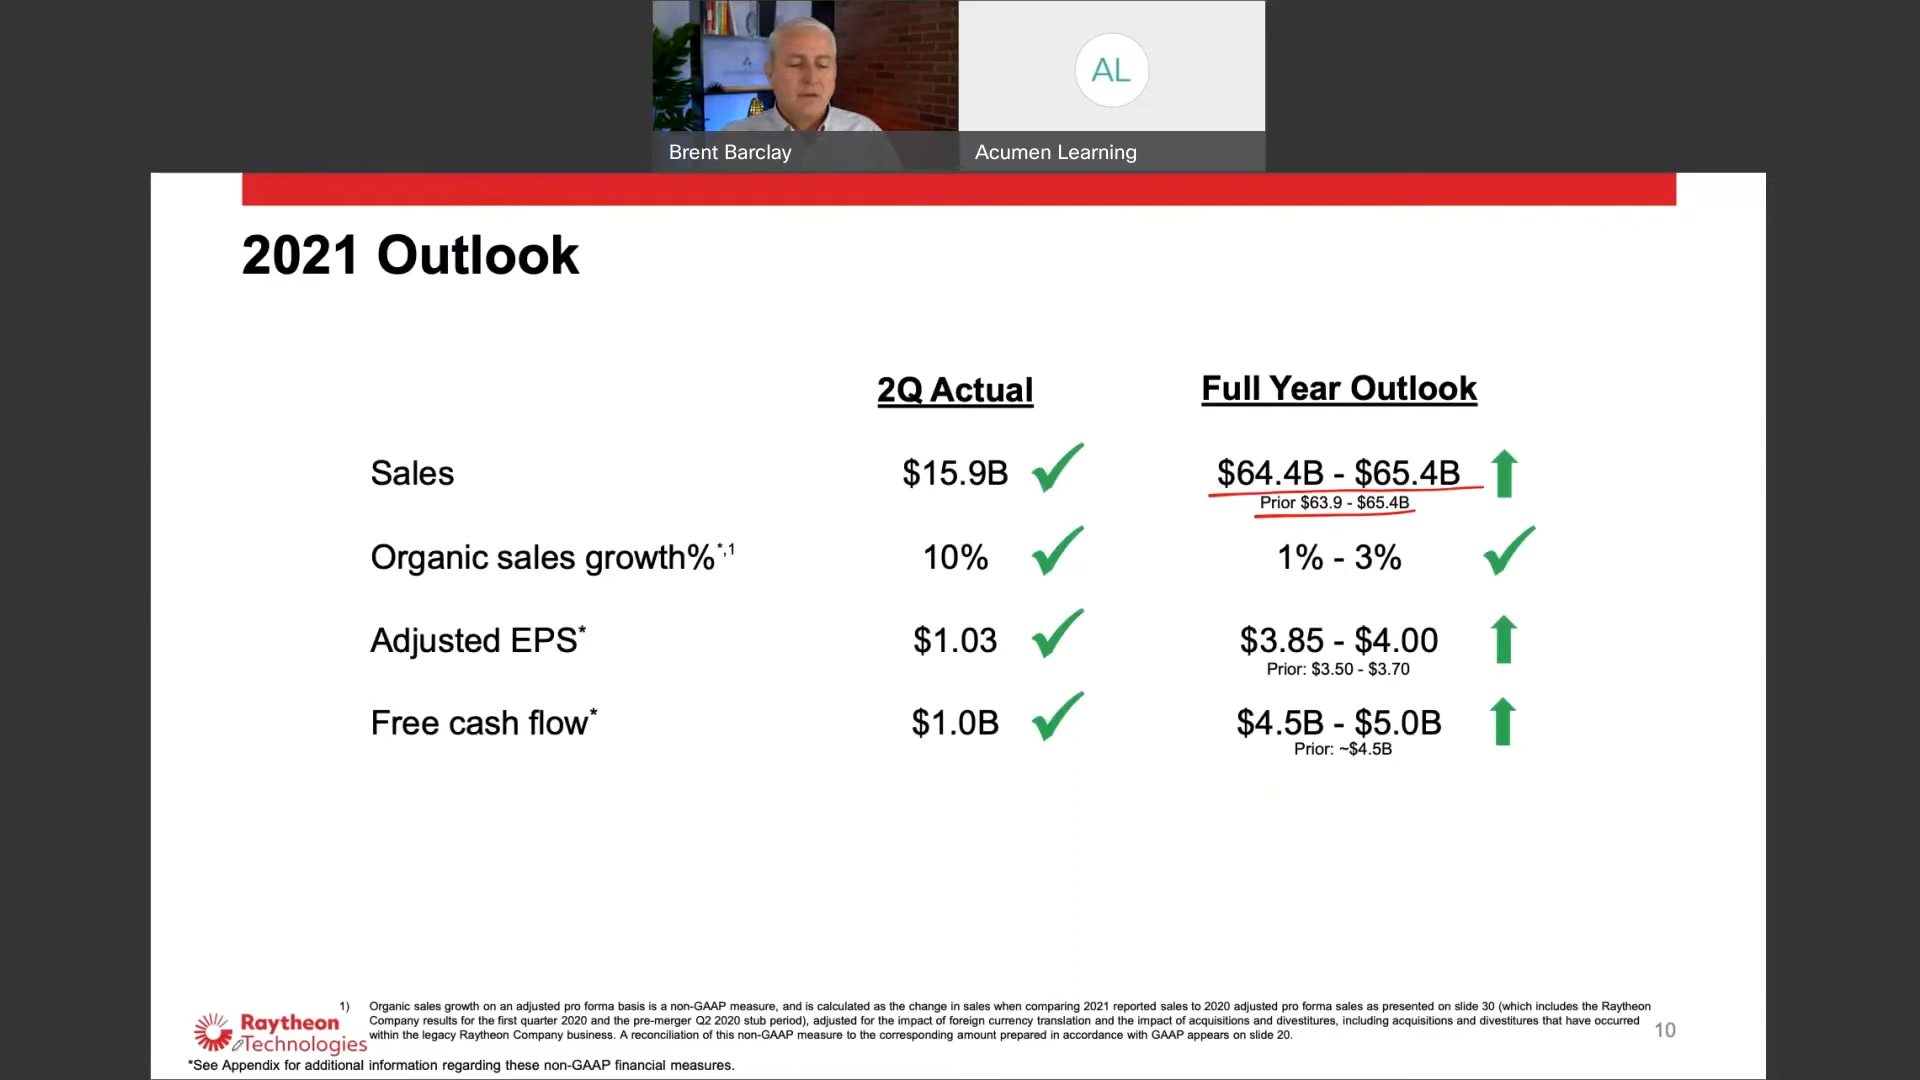 AL
Brent Barclay
Acumen Learning
2021 Outlook
2Q Actual Full Year Outlook
Sales $15.9B $64.4B - $65.4B
Prior $63.9 - $65.4B
Organic sales growth%*,1 10% 1% - 3%
Adjusted EPS* $1.03 $3.85 - $4.00
Prior: $3.50 - $3.70
Free cash flow* $1.0B $4.5B - $5.0B
Prior: ~$4.5B
1) Organic sales growth on an adjusted pro forma basis is a non-GAAP measure, and is calculated as the change in sales when comparing 2021 reported sales to 2020 adjusted pro forma sales as presented on slide 30 (which includes the Raytheon
Company results for the first quarter 2020 and the pre-merger Q2 2020 stub period), adjusted for the impact of foreign currency translation and the impact of acquisitions and divestitures, including acquisitions and divestitures that have occurred
within the legacy Raytheon Company business. A reconciliation of this non-GAAP measure to the corresponding amount prepared in accordance with GAAP appears on slide 20.
Raytheon
Technologies
10
*See Appendix for additional information regarding these non-GAAP financial measures.